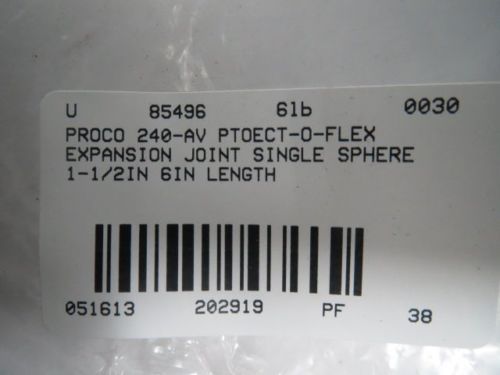 U 85496 6lb 0030
PROCO 240-AV PTOECT-O-FLEX
EXPANSION JOINT SINGLE SPHERE
1-1/2IN 6IN LENGTH
051613 202919 PF 38